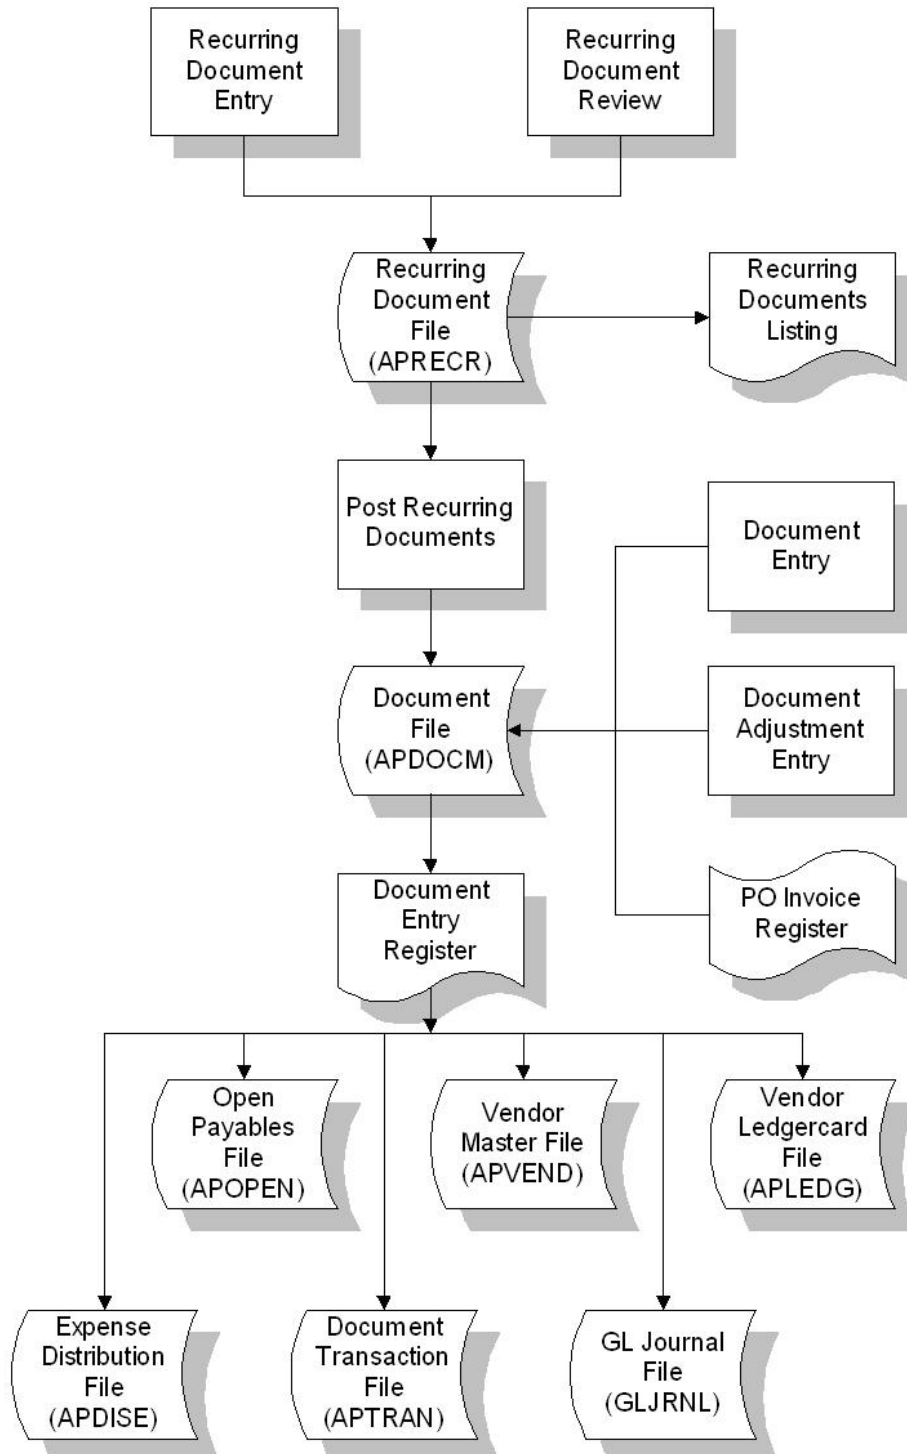 Recurring
Document
Entry
Recurring
Document
Review
Recurring
Document
File
(APRECR)
Recurring
Documents
Listing
Post Recurring
Documents
Document
Entry
Document
File
(APDOCM)
Document
Adjustment
Entry
Document
Entry
Register
PO Invoice
Register
Open
Payables
File
(APOPEN)
Vendor
Master File
(APVEND)
Vendor
Ledgercard
File
(APLEDG)
Expense
Distribution
File
(APDISE)
Document
Transaction
File
(APTRAN)
GL Journal
File
(GLJRNL)